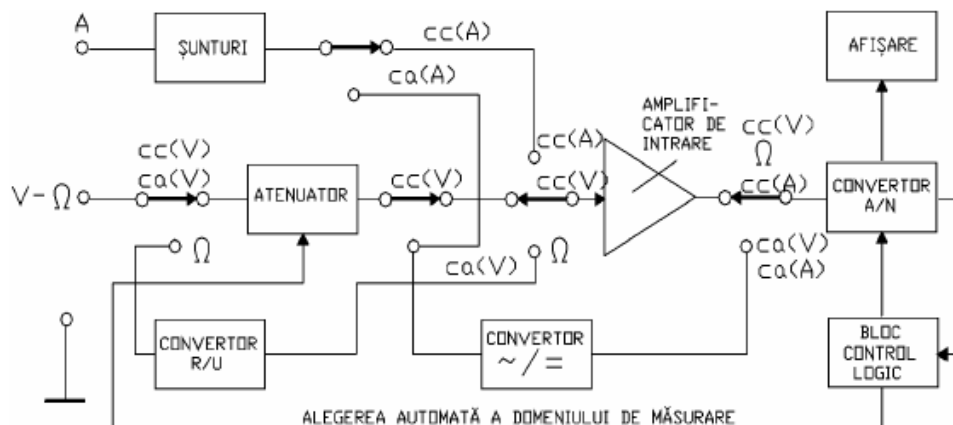 A
ŞUNTURI
cc(A)
ca(A)
AMPLIFI-
CATOR DE
INTRARE
AFIŞARE
cc(V)
Ω
cc(A)
V-Ω
cc(V)
ca(V)
ATENUATOR
cc(V)
cc(A)
cc(V)
CONVERTOR
A/N
Ω
ca(V)
Ω
ca(V)
ca(A)
CONVERTOR
R/U
CONVERTOR
~/=
BLOC
CONTROL
LOGIC
ALEGEREA AUTOMATĂ A DOMENIULUI DE MĂSURARE